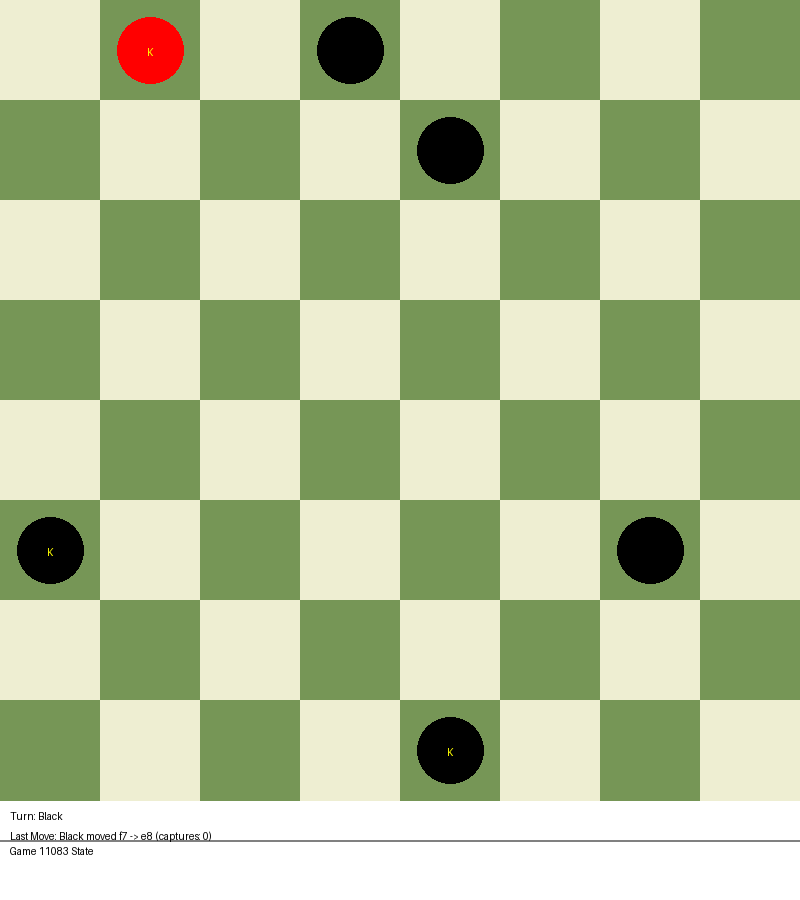 K
K
K
Turn: Black
Last Move: Black moved f7 -> e8 (captures: 0)
Game 11083 State